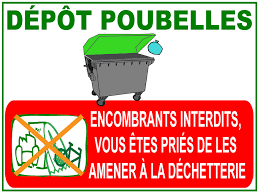 DÉPÔT POUBELLES
ENCOMBRANTS INTERDITS,
VOUS ÊTES PRIÉS DE LES
AMENER À LA DÉCHETTERIE